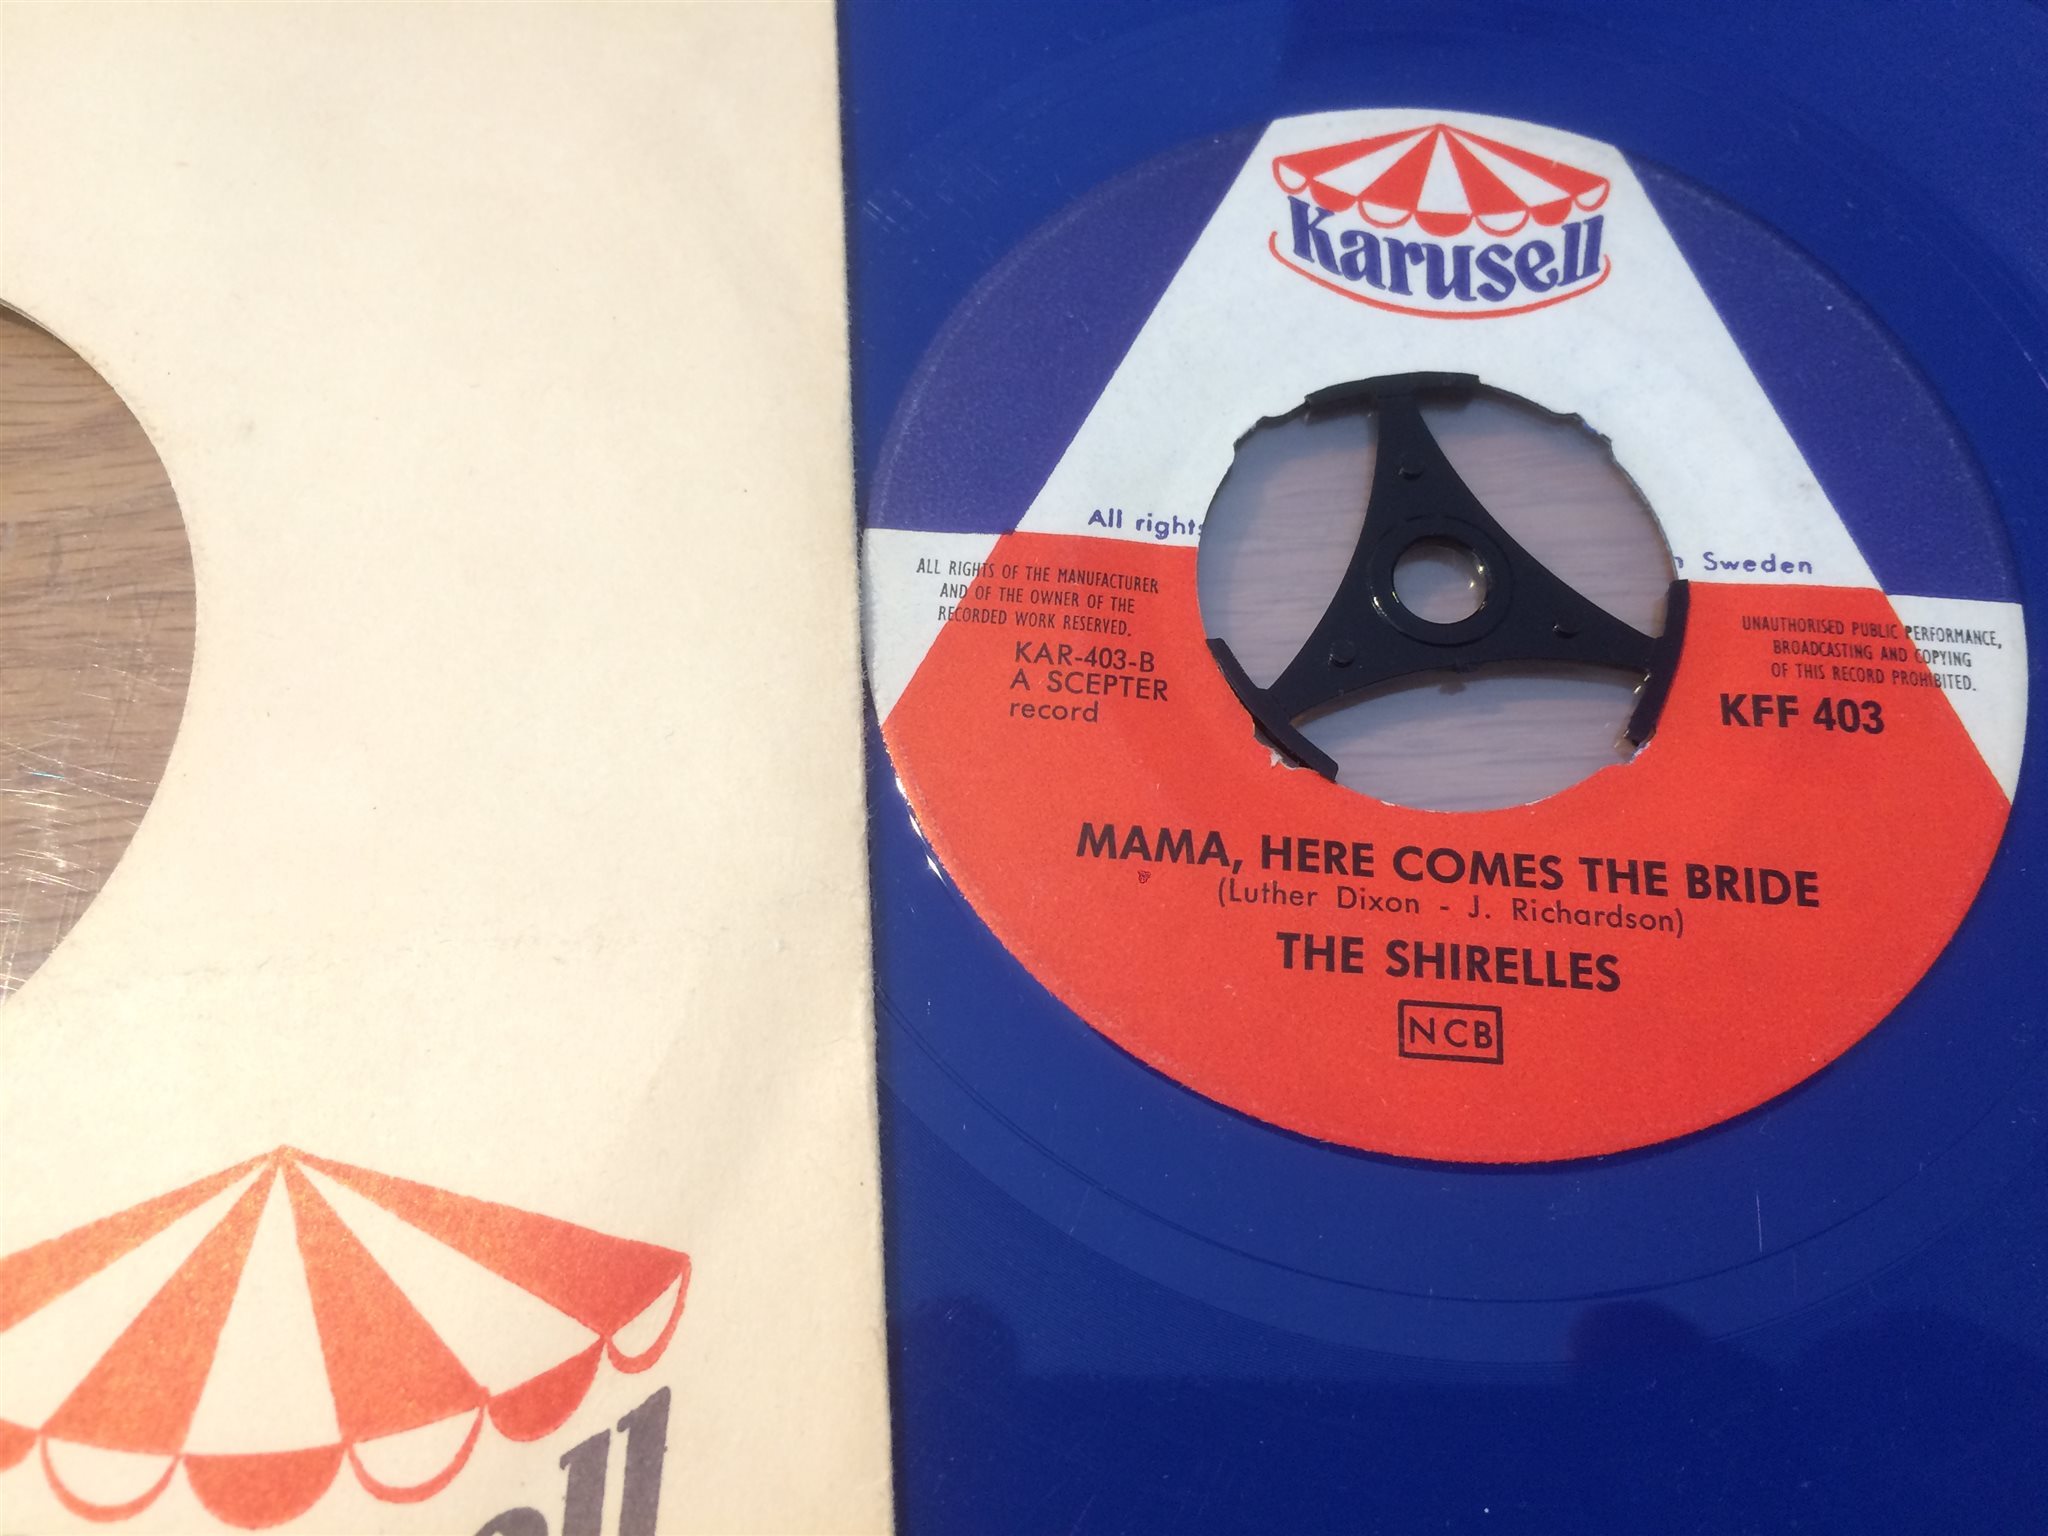 Karusell
All rights
Sweden
ALL RIGHTS OF THE MANUFACTURER
AND OF THE OWNER OF THE
RECORDED WORK RESERVED.
KAR-403-B
A SCEPTER
record
UNAUTHORISED PUBLIC PERFORMANCE,
BROADCASTING AND COPYING
OF THIS RECORD PROHIBITED.
KFF 403
MAMA, HERE COMES THE BRIDE
(Luther Dixon - J. Richardson)
THE SHIRELLES
NCB
ell